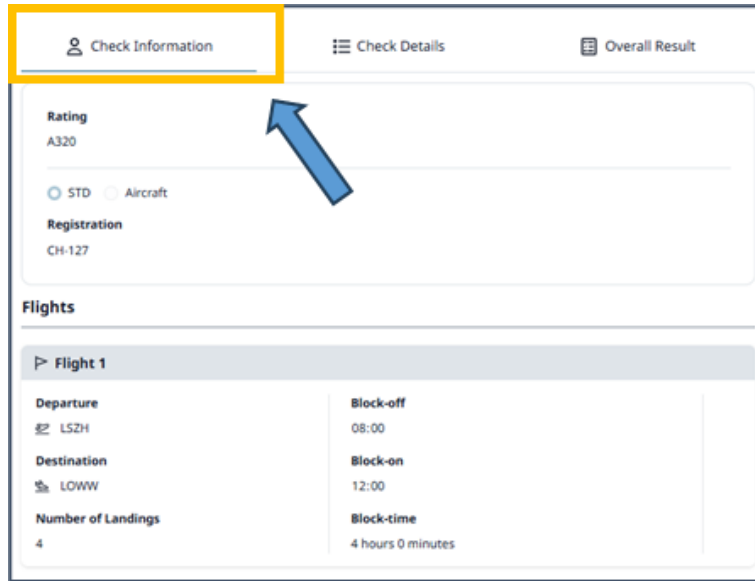 Check Information
Check Details
Overall Result
Rating
A320
STD
Aircraft
Registration
CH-127
Flights
Flight 1
Departure
LSZH
Destination
LOWW
Number of Landings
4
Block-off
08:00
Block-on
12:00
Block-time
4 hours 0 minutes